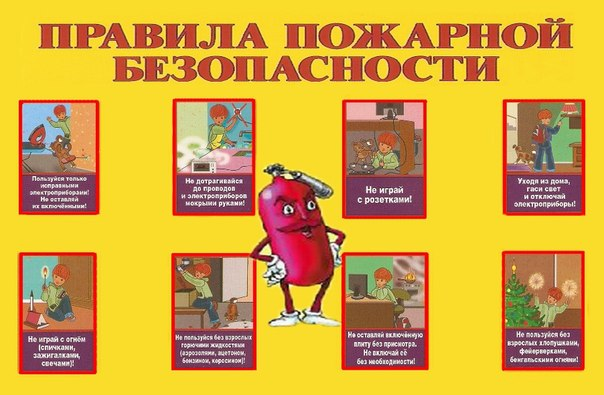 ПРАВИЛА ПОЖАРНОЙ
БЕЗОПАСНОСТИ
Пользуйся только
исправными
электроприборами!
Не оставляй
их включёнными!
Не дотрагивайся
до проводов
и электроприборов
мокрыми руками!
Не играй
с розетками!
Уходя из дома,
гаси свет
и отключай
электроприборы!
Не играй с огнём
(спичками,
зажигалками,
свечами)!
Не пользуйся без взрослых
горючими жидкостями
(аэрозолями, ацетоном,
бензином, керосином)!
Не оставляй включённую
плиту без присмотра.
Не включай её
без необходимости!
Не пользуйся без
взрослых хлопушками,
фейерверками,
бенгальскими огнями!